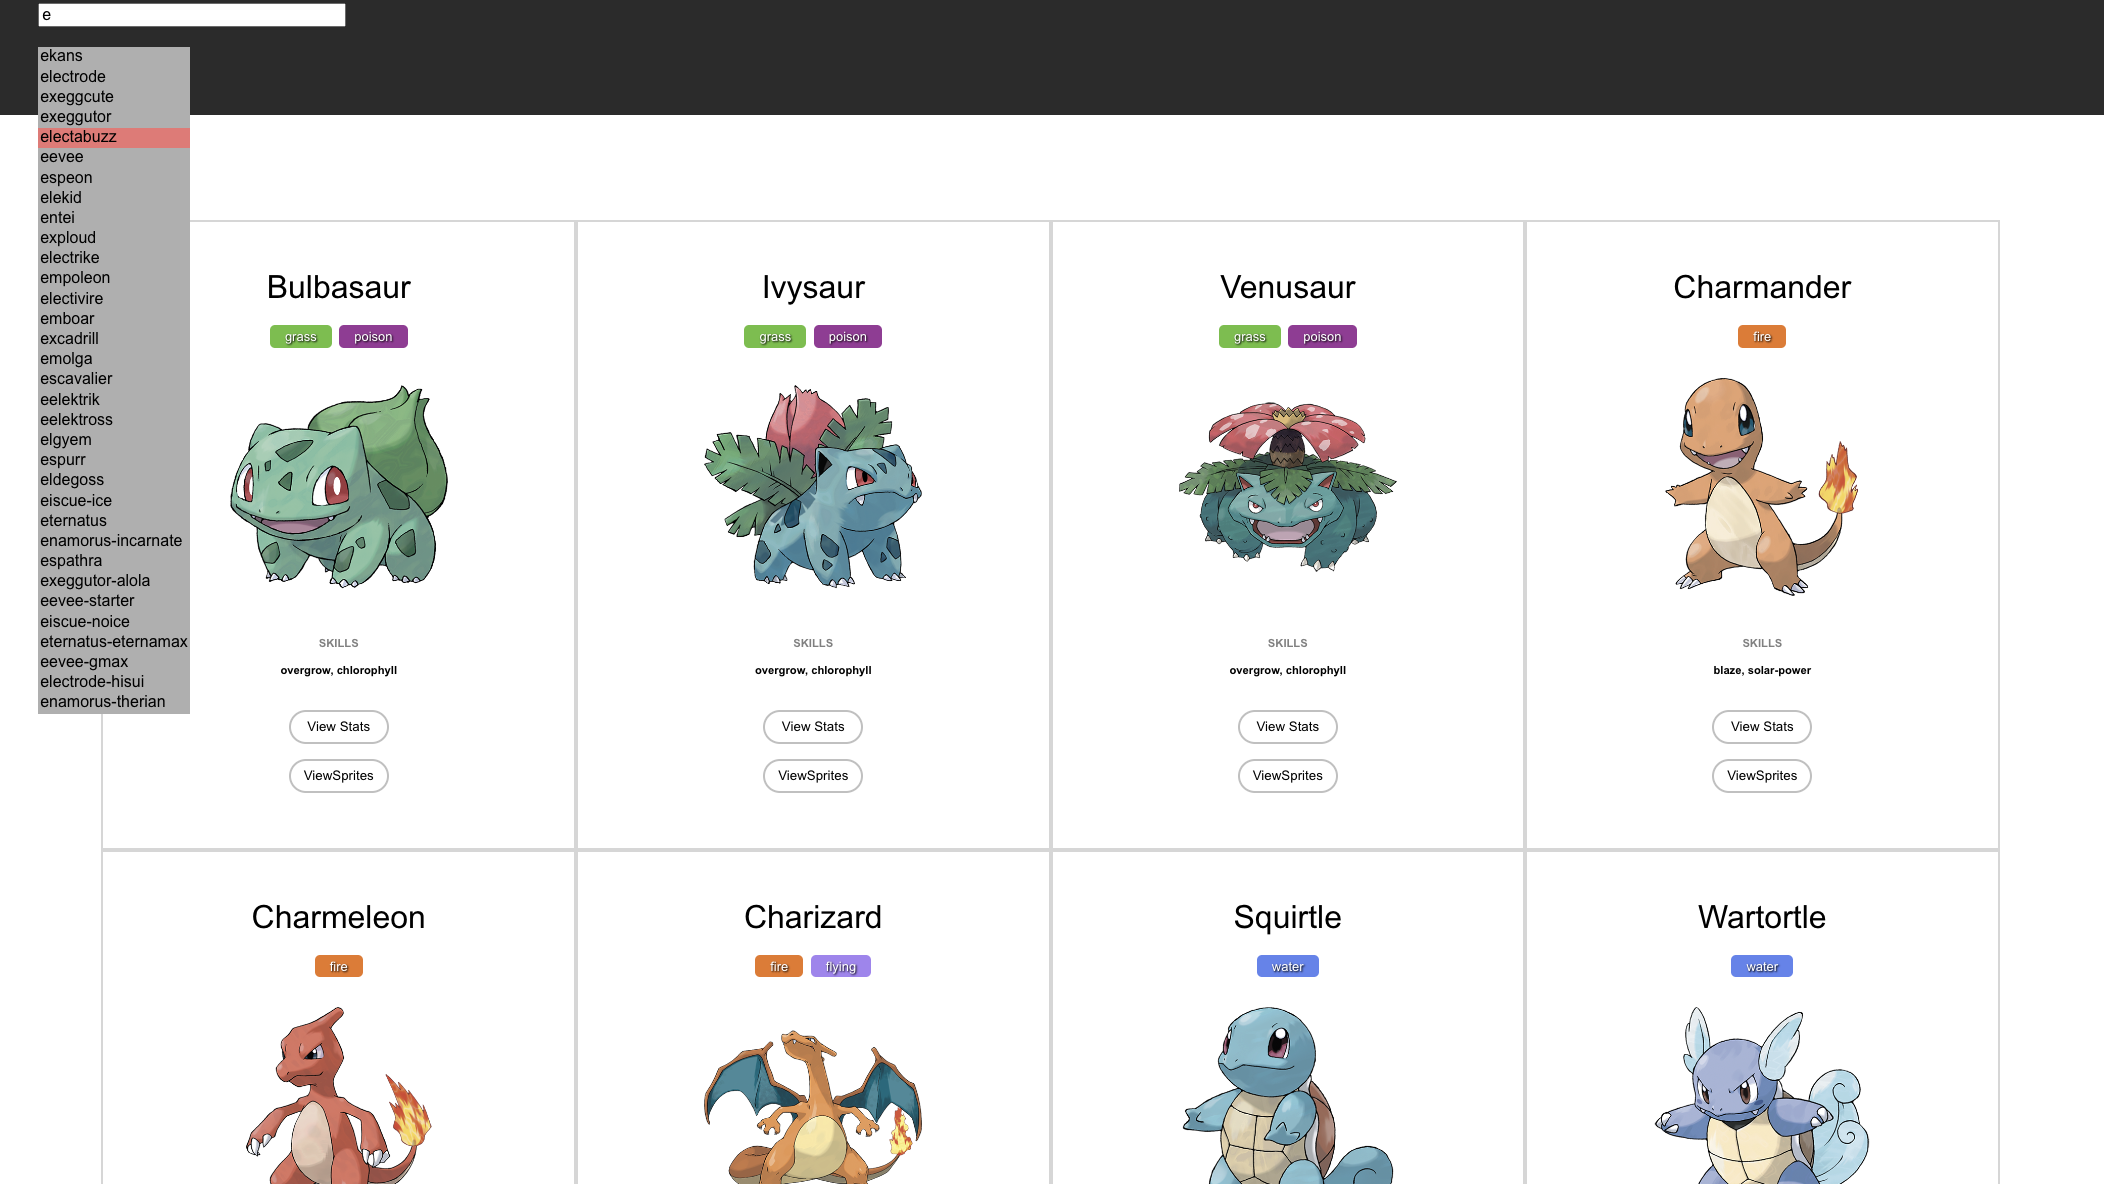 e
ekans
electrode
exeggcute
exeggutor
electabuzz
eevee
espeon
elekid
entei
exploud
electrike
empoleon
electivire
emboar
excadrill
emolga
escavalier
eelektrik
eelektross
elgyem
espurr
eldegoss
eiscue-ice
eternatus
enamorus-incarnate
espathra
exeggutor-alola
eevee-starter
eiscue-noice
eternatus-eternamax
eevee-gmax
electrode-hisui
enamorus-therian
Bulbasaur
grass poison
SKILLS
overgrow, chlorophyll
View Stats
ViewSprites
Ivysaur
grass poison
SKILLS
overgrow, chlorophyll
View Stats
ViewSprites
Venusaur
grass poison
SKILLS
overgrow, chlorophyll
View Stats
ViewSprites
Charmander
fire
SKILLS
blaze, solar-power
View Stats
ViewSprites
Charmeleon
fire
Charizard
fire flying
Squirtle
water
Wartortle
water